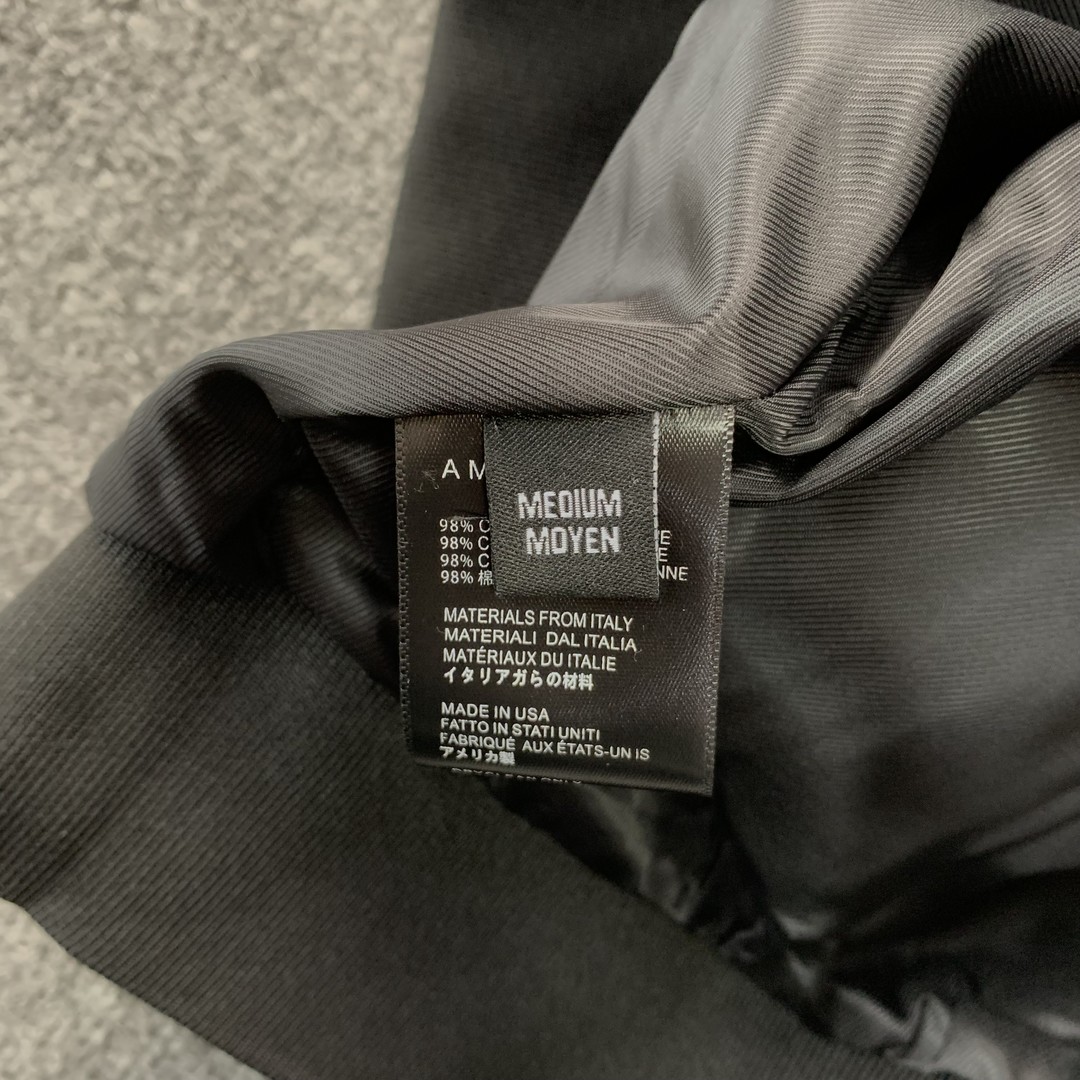 A M
MEDIUM
MOYEN
98% C
98% C
98% C
98% 棉
VE
E
NNE
MATERIALS FROM ITALY
MATERIALI DAL ITALIA
MATÉRIAUX DU ITALIE
イタリアガらの材料
MADE IN USA
FATTO IN STATI UNITI
FABRIQUÉ AUX ÉTATS-UN IS
アメリカ製